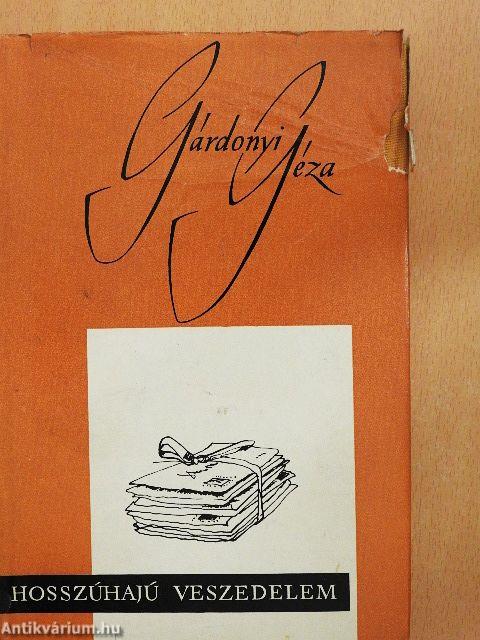 Gárdonyi
Géza
HOSSZÚHAJÚ VESZEDELEM
Antikvárium.hu